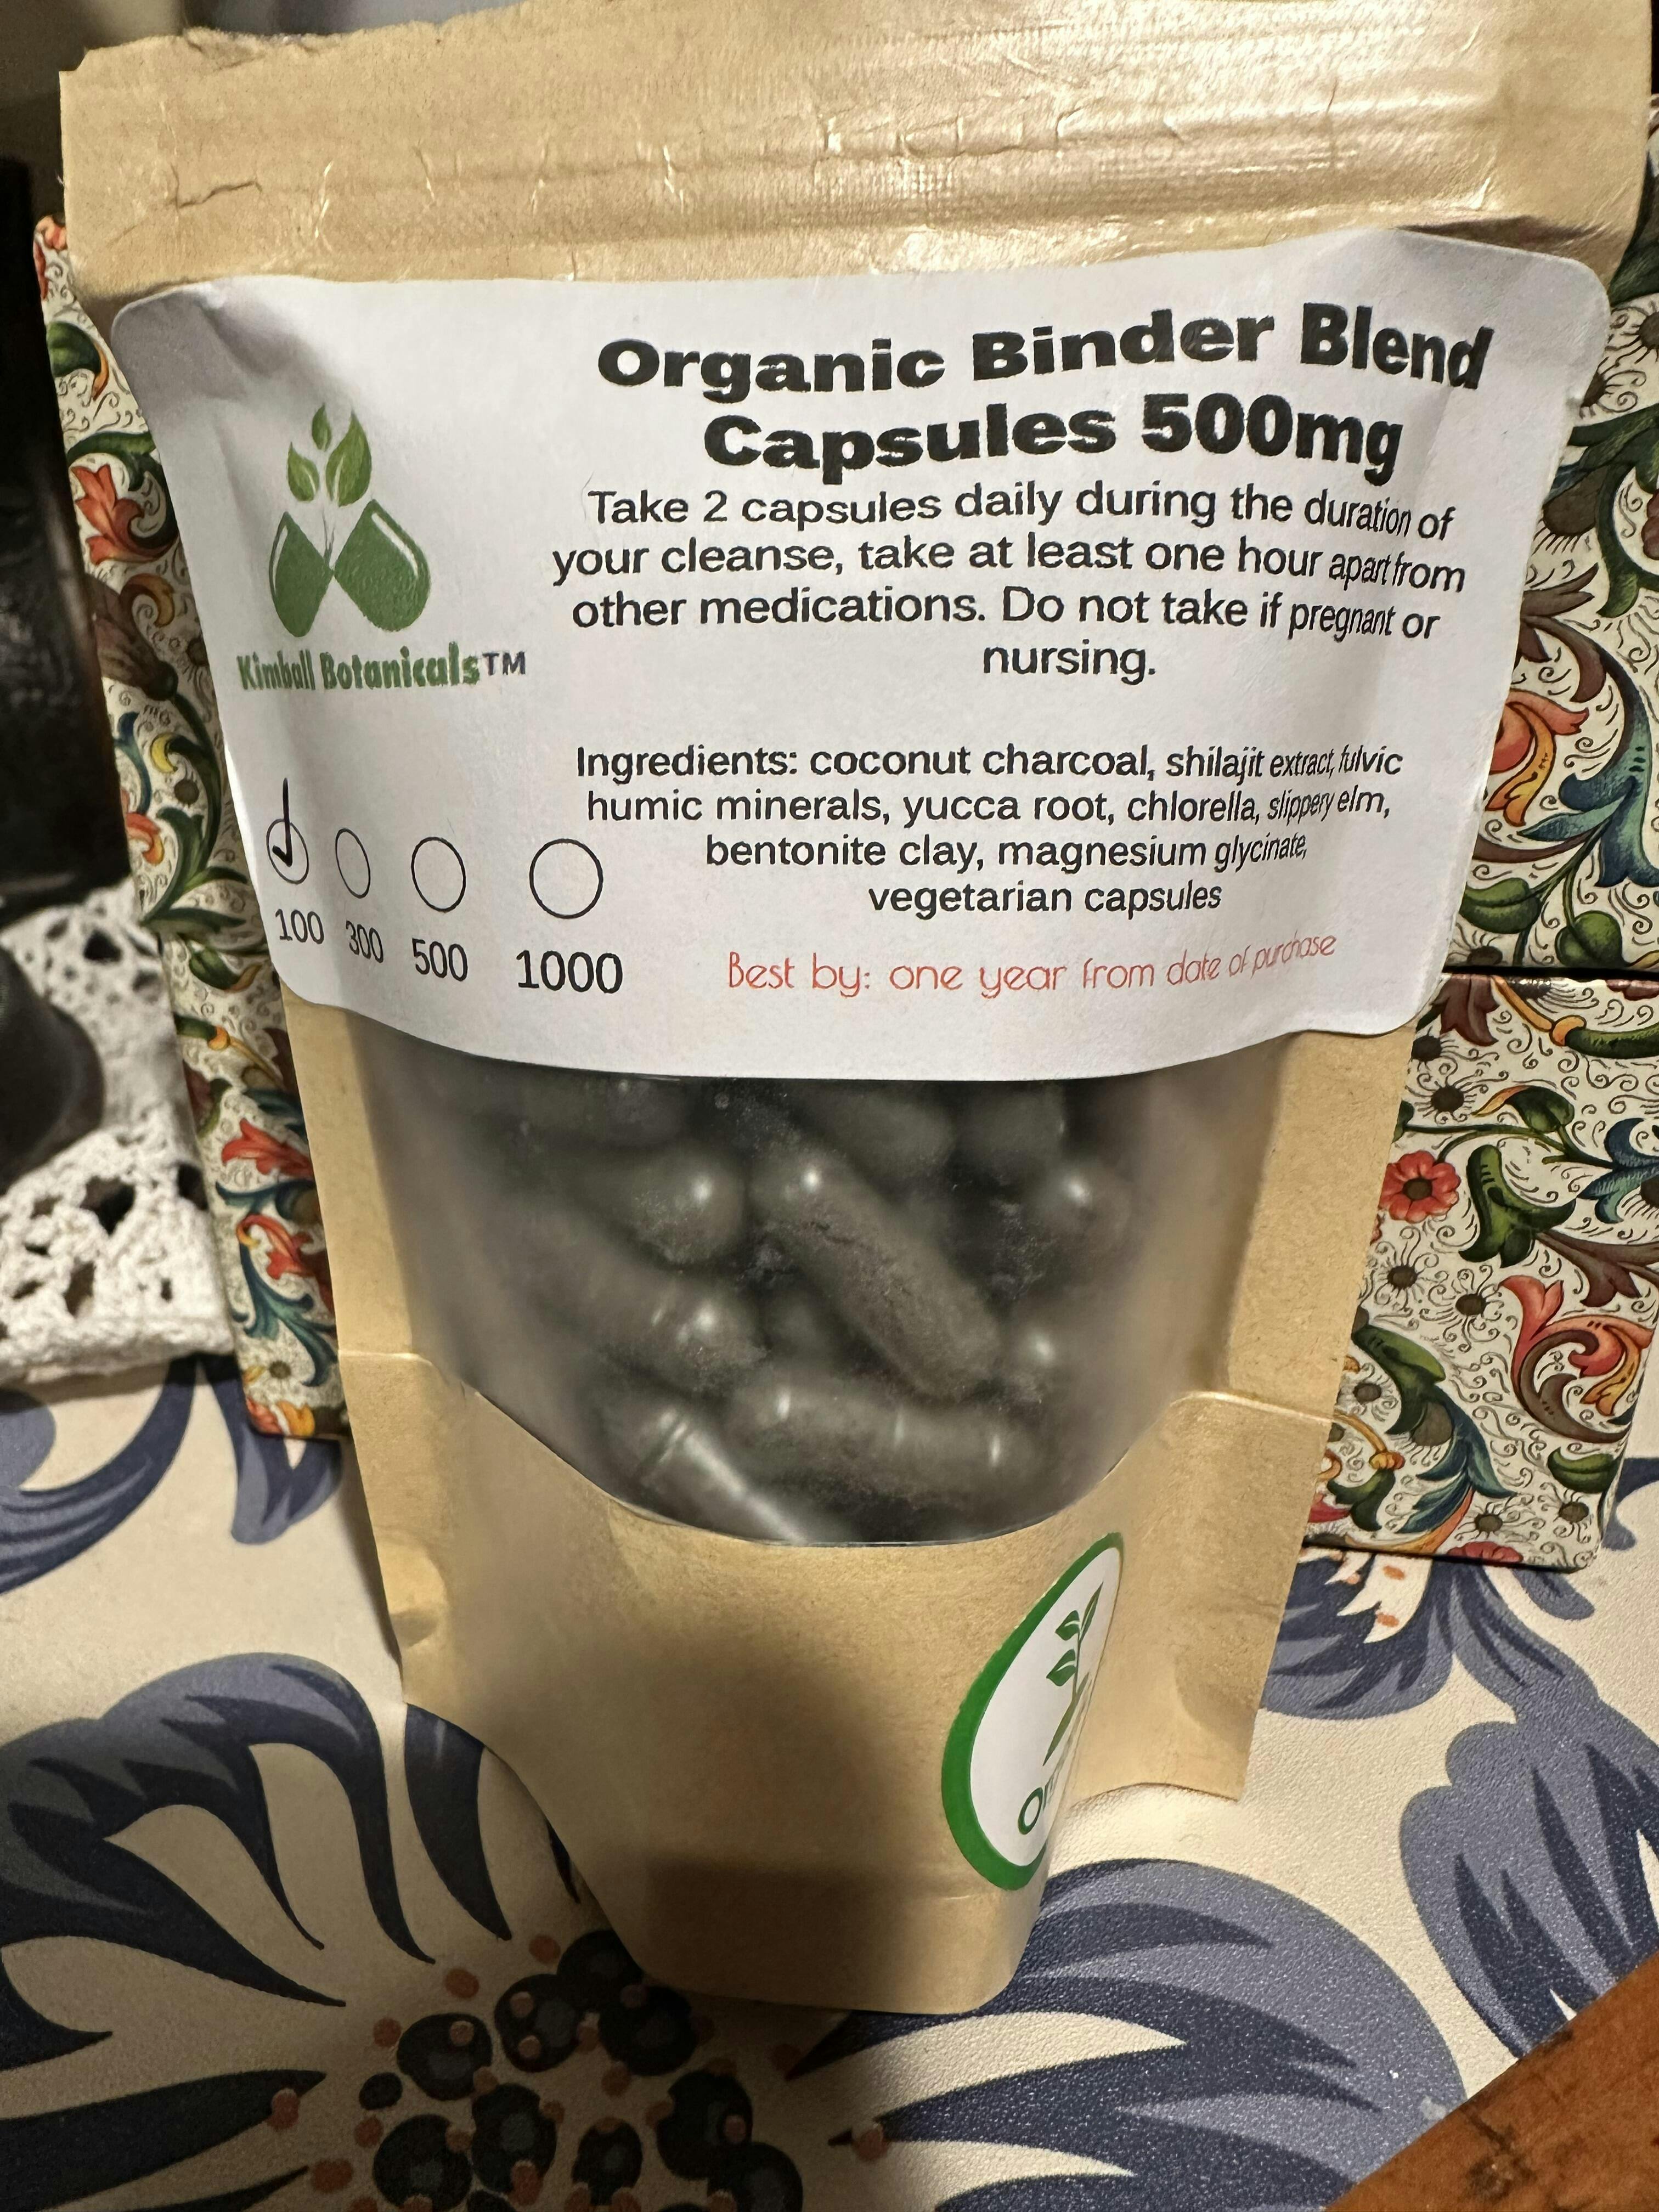 Organic Binder Blend
Capsules 500mg
Take 2 capsules daily during the duration of
your cleanse, take at least one hour apart from
other medications. Do not take if pregnant or
nursing.
Kimball Botanicals™
Ingredients: coconut charcoal, shilajit extract, fulvic
humic minerals, yucca root, chlorella, slippery elm,
bentonite clay, magnesium glycinate,
vegetarian capsules
100 300 500 1000
Best by: one year from date of purchase